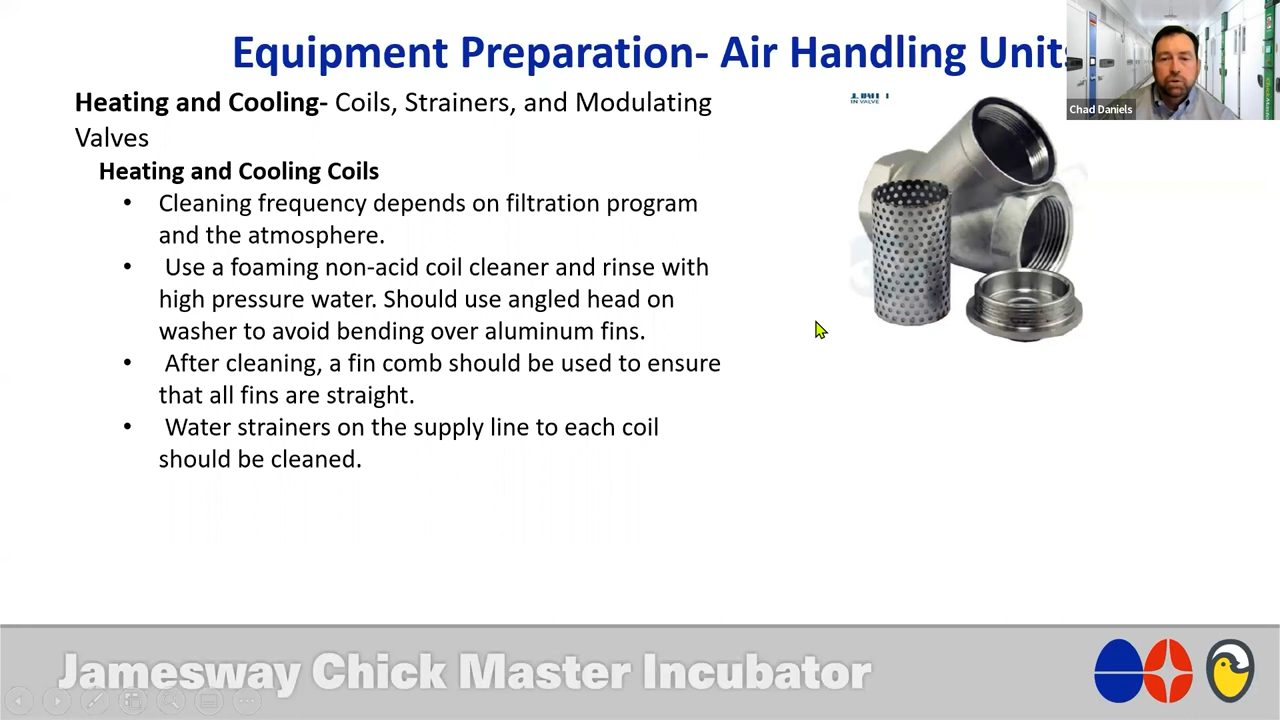 Equipment Preparation- Air Handling Units
Chad Daniels
Heating and Cooling- Coils, Strainers, and Modulating
Valves
IN VALVE
Heating and Cooling Coils
• Cleaning frequency depends on filtration program
and the atmosphere.
• Use a foaming non-acid coil cleaner and rinse with
high pressure water. Should use angled head on
washer to avoid bending over aluminum fins.
• After cleaning, a fin comb should be used to ensure
that all fins are straight.
• Water strainers on the supply line to each coil
should be cleaned.
Jamesway Chick Master Incubator